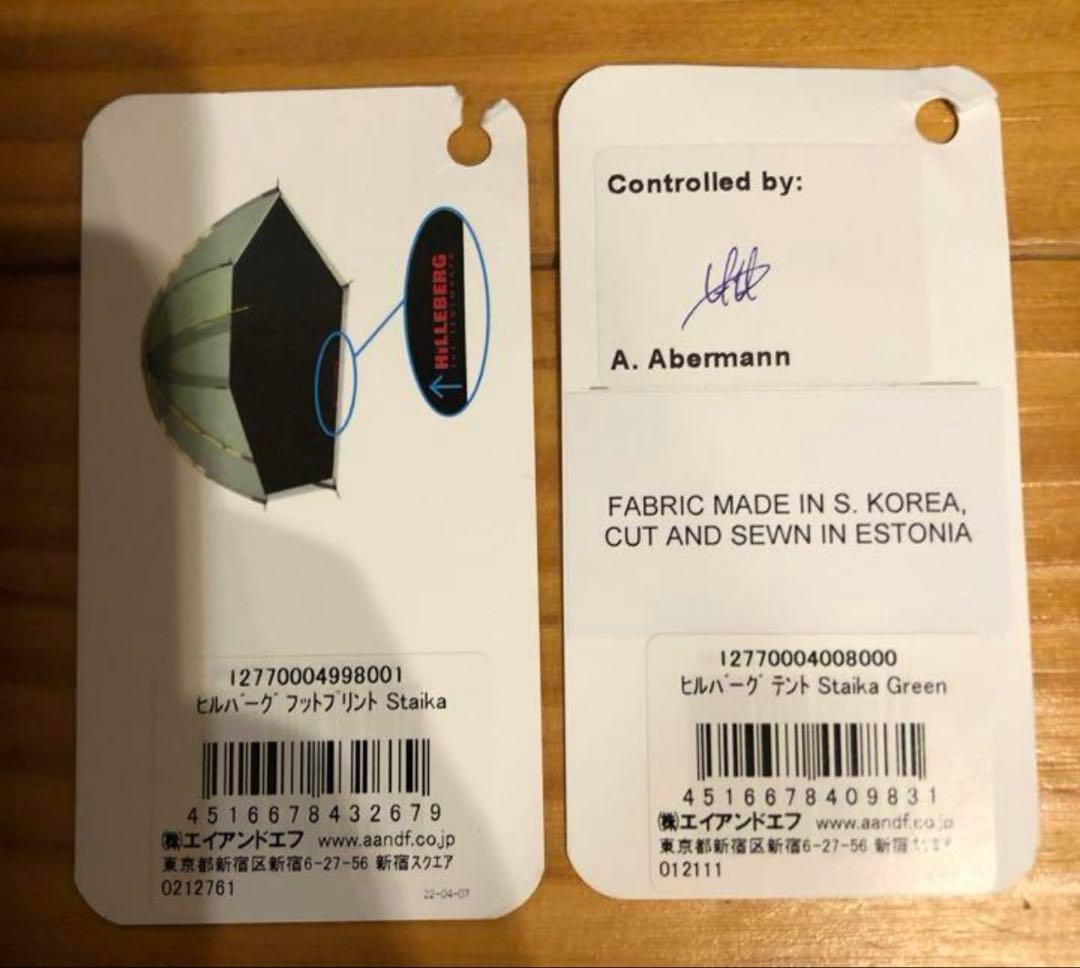 HILLEBERG
THE TENTMAKER
12770004998001
ﾋﾙﾊﾞｰｸﾞ ﾌｯﾄﾌﾟﾘﾝﾄ Staika
4516678432679
㈱エイアンドエフ www.aandf.co.jp
東京都新宿区新宿6-27-56 新宿スクエア
0212761
22-04-07
Controlled by:
A. Abermann
FABRIC MADE IN S. KOREA,
CUT AND SEWN IN ESTONIA
12770004008000
ﾋﾙﾊﾞｰｸﾞ ﾃﾝﾄ Staika Green
4516678409831
㈱エイアンドエフ www.aandf.co.jp
東京都新宿区新宿6-27-56
012111